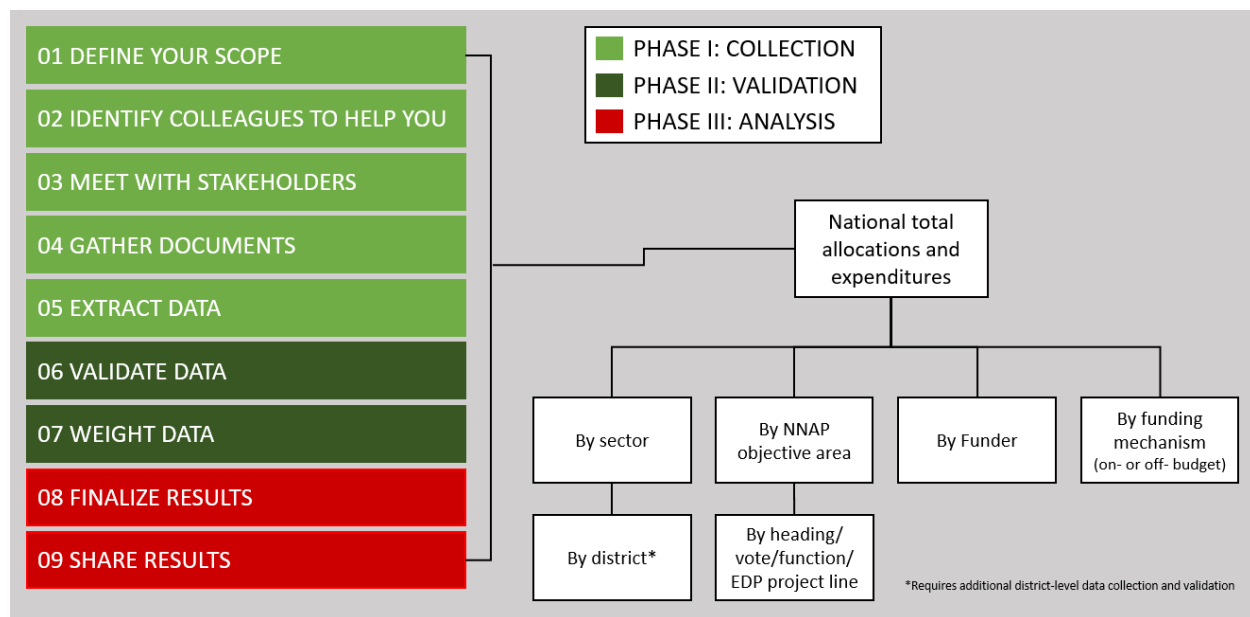 01 DEFINE YOUR SCOPE
02 IDENTIFY COLLEAGUES TO HELP YOU
03 MEET WITH STAKEHOLDERS
04 GATHER DOCUMENTS
05 EXTRACT DATA
06 VALIDATE DATA
07 WEIGHT DATA
08 FINALIZE RESULTS
09 SHARE RESULTS
PHASE I: COLLECTION
PHASE II: VALIDATION
PHASE III: ANALYSIS
National total
allocations and
expenditures
By sector
By NNAP
objective area
By Funder
By funding
mechanism
(on- or off- budget)
By district*
By heading/
vote/function/
EDP project line
*Requires additional district-level data collection and validation